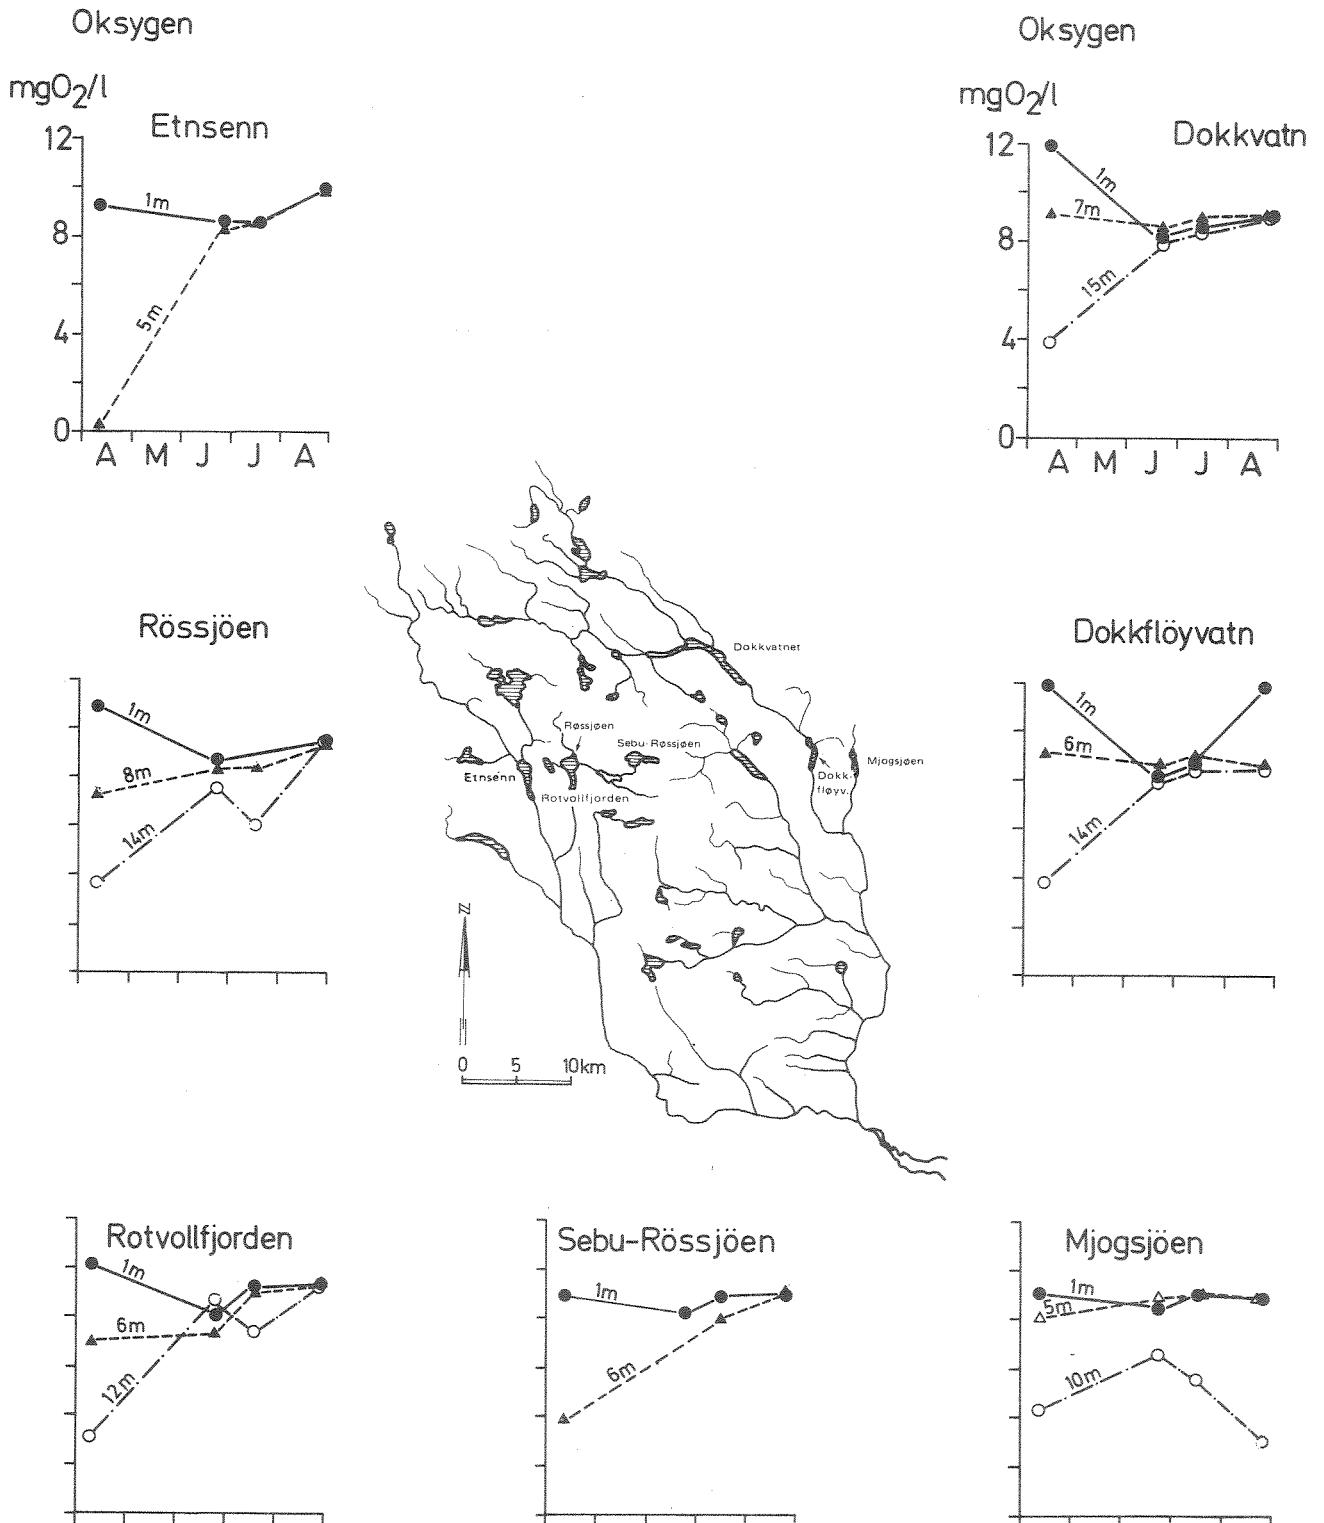 Oksygen
mgO₂/l
Etnsenn
12
8
4
0
1m
5m
A M J J A
Oksygen
mgO₂/l
Dokkvatn
12
8
4
0
1m
7m
15m
A M J J A
Rössjöen
1m
8m
14m
Dokkvatnet
Røssjøen
Sebu-Røssjøen
Etnsenn
Rotvollfjorden
Dokk-
fløyv.
Mjogsjøen
N
0 5 10km
Dokkflöyvatn
1m
6m
14m
Rotvollfjorden
1m
6m
12m
Sebu-Rössjöen
1m
6m
Mjogsjöen
1m
5m
10m